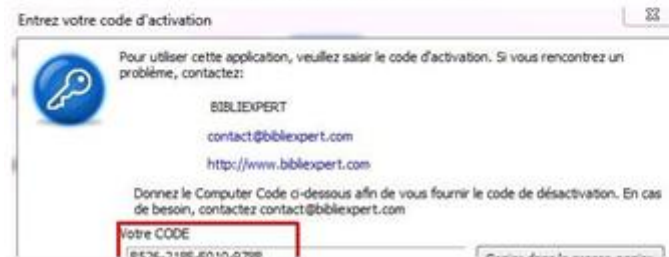 Entrez votre code d'activation
Pour utiliser cette application, veuillez saisir le code d'activation. Si vous rencontrez un
problème, contactez:
BIBLIEXPERT
contact@bibliexpert.com
http://www.bibliexpert.com
Donnez le Computer Code ci-dessous afin de vous fournir le code de désactivation. En cas
de besoin, contactez contact@bibliexpert.com
Votre CODE